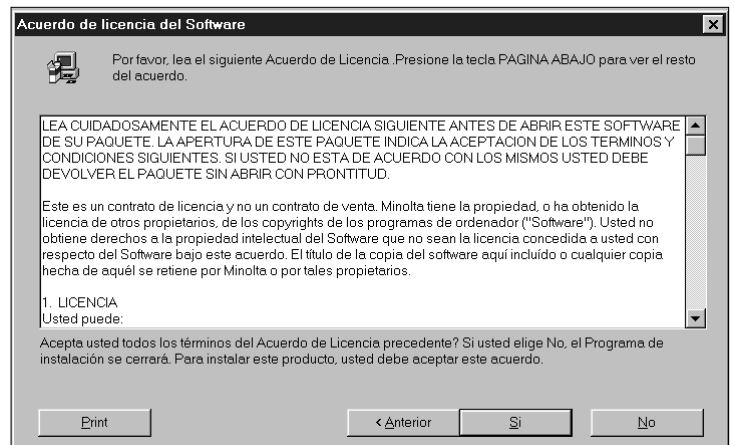 Acuerdo de licencia del Software
Por favor, lea el siguiente Acuerdo de Licencia .Presione la tecla PAGINA ABAJO para ver el resto
del acuerdo.
LEA CUIDADOSAMENTE EL ACUERDO DE LICENCIA SIGUIENTE ANTES DE ABRIR ESTE SOFTWARE
DE SU PAQUETE. LA APERTURA DE ESTE PAQUETE INDICA LA ACEPTACION DE LOS TERMINOS Y
CONDICIONES SIGUIENTES. SI USTED NO ESTA DE ACUERDO CON LOS MISMOS USTED DEBE
DEVOLVER EL PAQUETE SIN ABRIR CON PRONTITUD.
Este es un contrato de licencia y no un contrato de venta. Minolta tiene la propiedad, o ha obtenido la
licencia de otros propietarios, de los copyrights de los programas de ordenador ("Software"). Usted no
obtiene derechos a la propiedad intelectual del Software que no sean la licencia concedida a usted con
respecto del Software bajo este acuerdo. El título de la copia del software aquí incluído o cualquier copia
hecha de aquél se retiene por Minolta o por tales propietarios.
1. LICENCIA
Usted puede:
Acepta usted todos los términos del Acuerdo de Licencia precedente? Si usted elige No, el Programa de
instalación se cerrará. Para instalar este producto, usted debe aceptar este acuerdo.
Print
< Anterior
Si
No